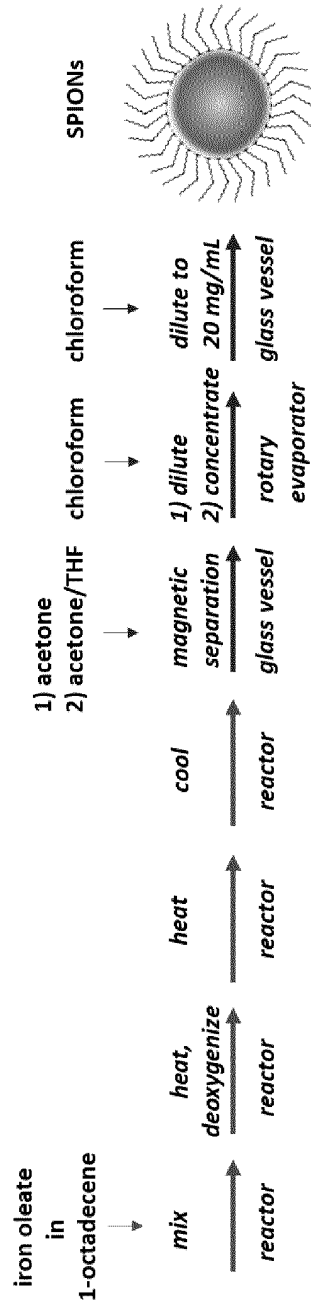 iron oleate
in
1-octadecene
mix
reactor
heat,
deoxygenize
reactor
heat
reactor
cool
reactor
1) acetone
2) acetone/THF
magnetic
separation
glass vessel
chloroform
1) dilute
2) concentrate
rotary
evaporator
chloroform
dilute to
20 mg/mL
glass vessel
SPIONs